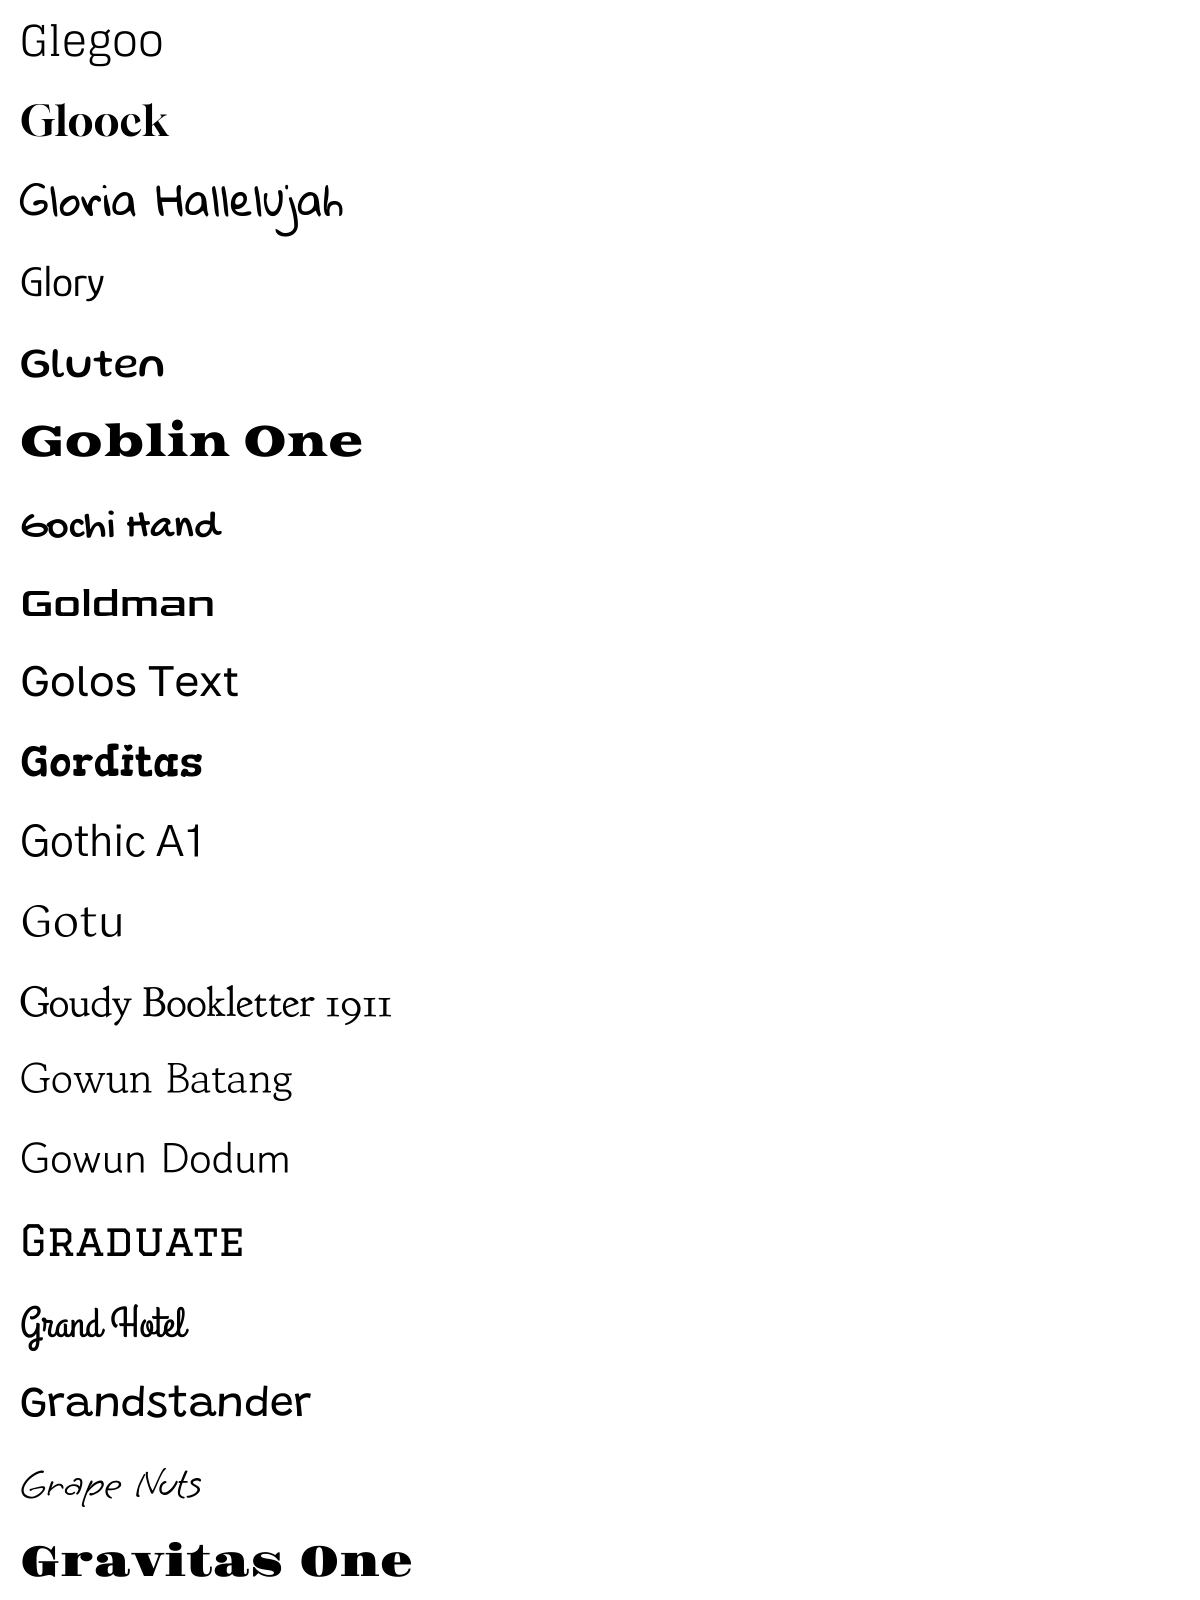 Glegoo
Gloock
Gloria Hallelujah
Glory
Gluten
Goblin One
Gochi Hand
Goldman
Golos Text
Gorditas
Gothic A1
Gotu
Goudy Bookletter 1911
Gowun Batang
Gowun Dodum
Graduate
Grand Hotel
Grandstander
Grape Nuts
Gravitas One